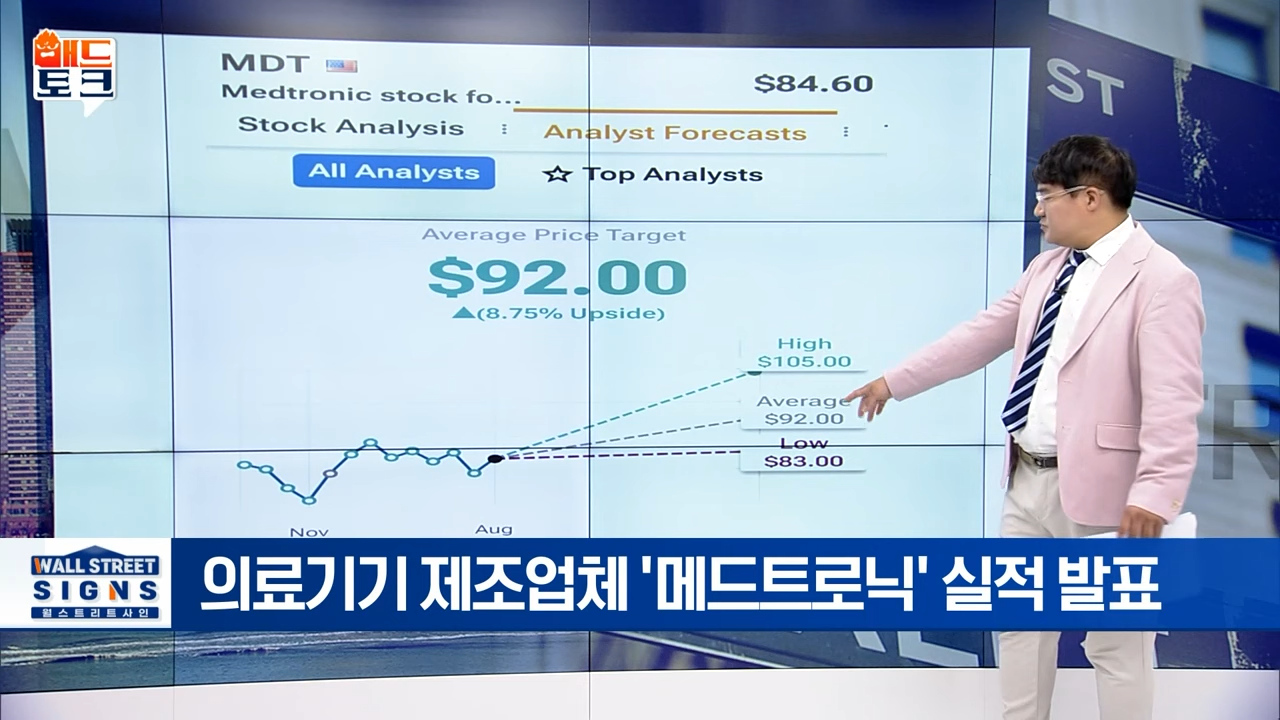 매드
토크
MDT
Medtronic stock fo...
$84.60
Stock Analysis
Analyst Forecasts
All Analysts
Top Analysts
Average Price Target
$92.00
▲(8.75% Upside)
High
$105.00
Average
$92.00
Low
$83.00
Nov
Aug
ST
WALL STREET
SIGNS
월스트리트사인
의료기기 제조업체 '메드트로닉' 실적 발표